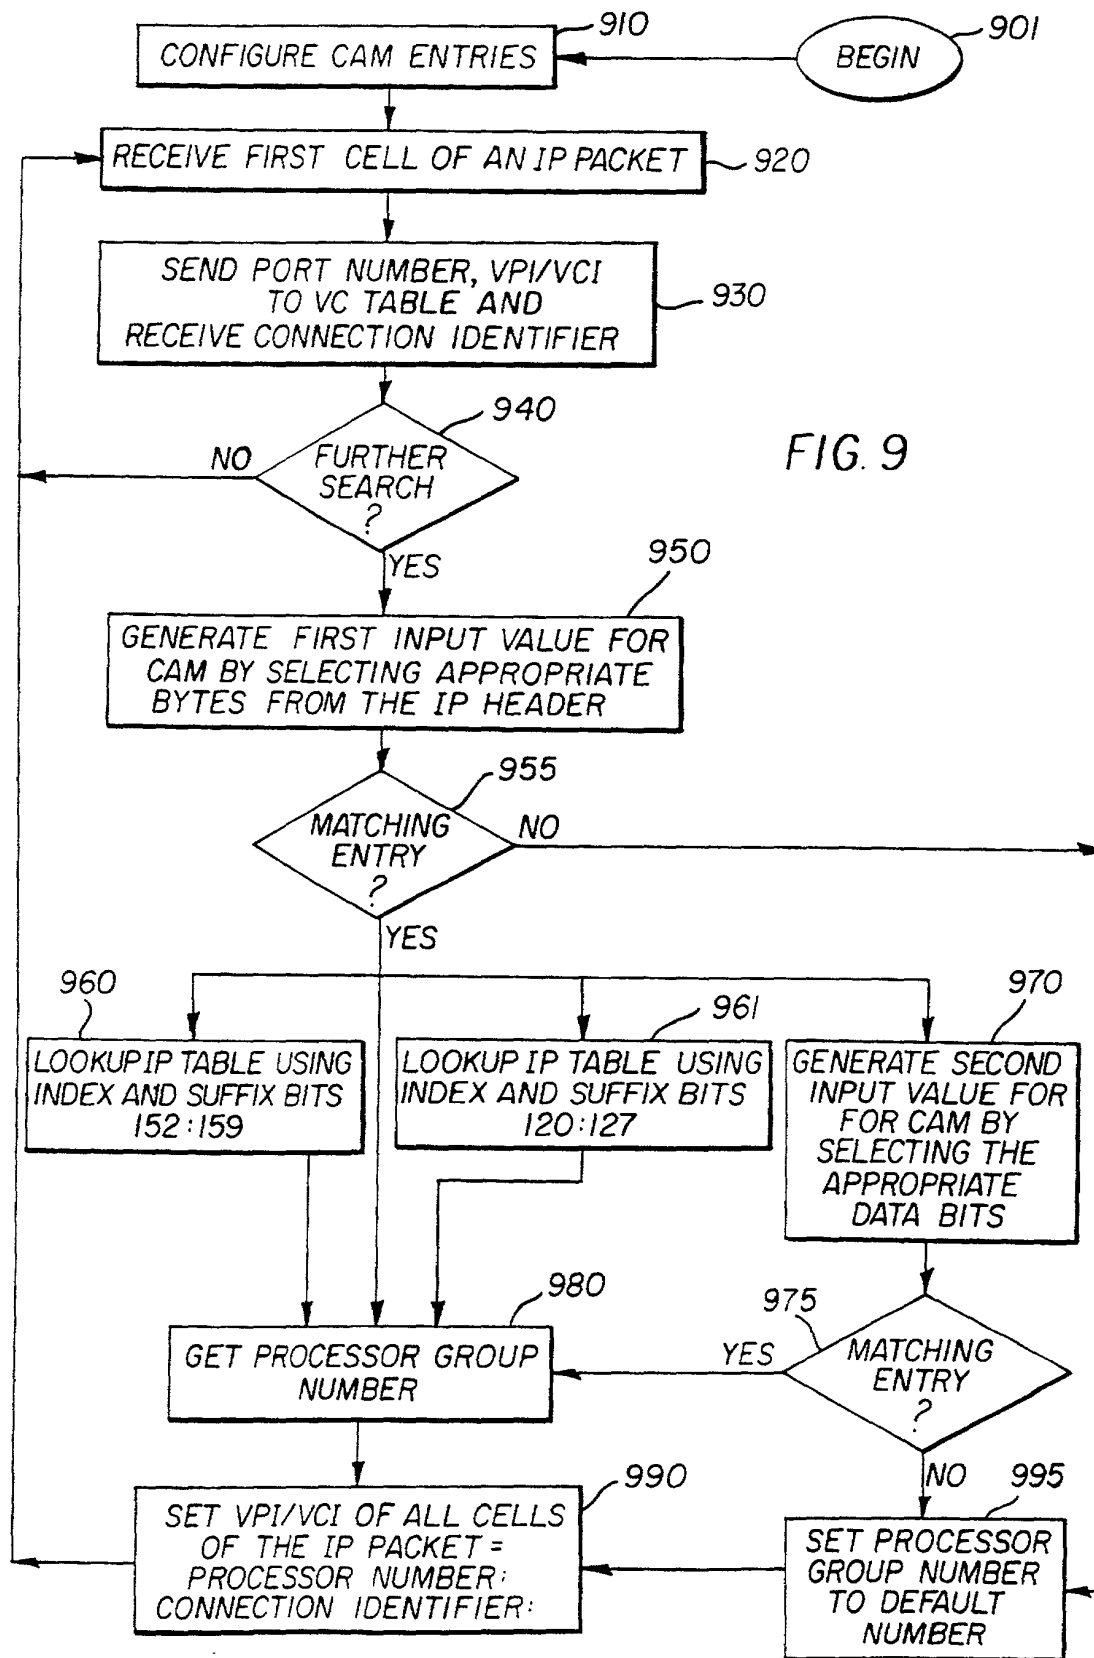 910
CONFIGURE CAM ENTRIES
BEGIN
901
RECEIVE FIRST CELL OF AN IP PACKET
920
SEND PORT NUMBER, VPI/VCI
TO VC TABLE AND
RECEIVE CONNECTION IDENTIFIER
930
940
FURTHER
SEARCH
?
NO
YES
FIG. 9
950
GENERATE FIRST INPUT VALUE FOR
CAM BY SELECTING APPROPRIATE
BYTES FROM THE IP HEADER
955
MATCHING
ENTRY
?
NO
YES
960
LOOKUP IP TABLE USING
INDEX AND SUFFIX BITS
152:159
961
LOOKUP IP TABLE USING
INDEX AND SUFFIX BITS
120:127
970
GENERATE SECOND
INPUT VALUE FOR
FOR CAM BY
SELECTING THE
APPROPRIATE
DATA BITS
980
GET PROCESSOR GROUP
NUMBER
975
MATCHING
ENTRY
?
YES
NO
990
SET VPI/VCI OF ALL CELLS
OF THE IP PACKET =
PROCESSOR NUMBER:
CONNECTION IDENTIFIER:
995
SET PROCESSOR
GROUP NUMBER
TO DEFAULT
NUMBER